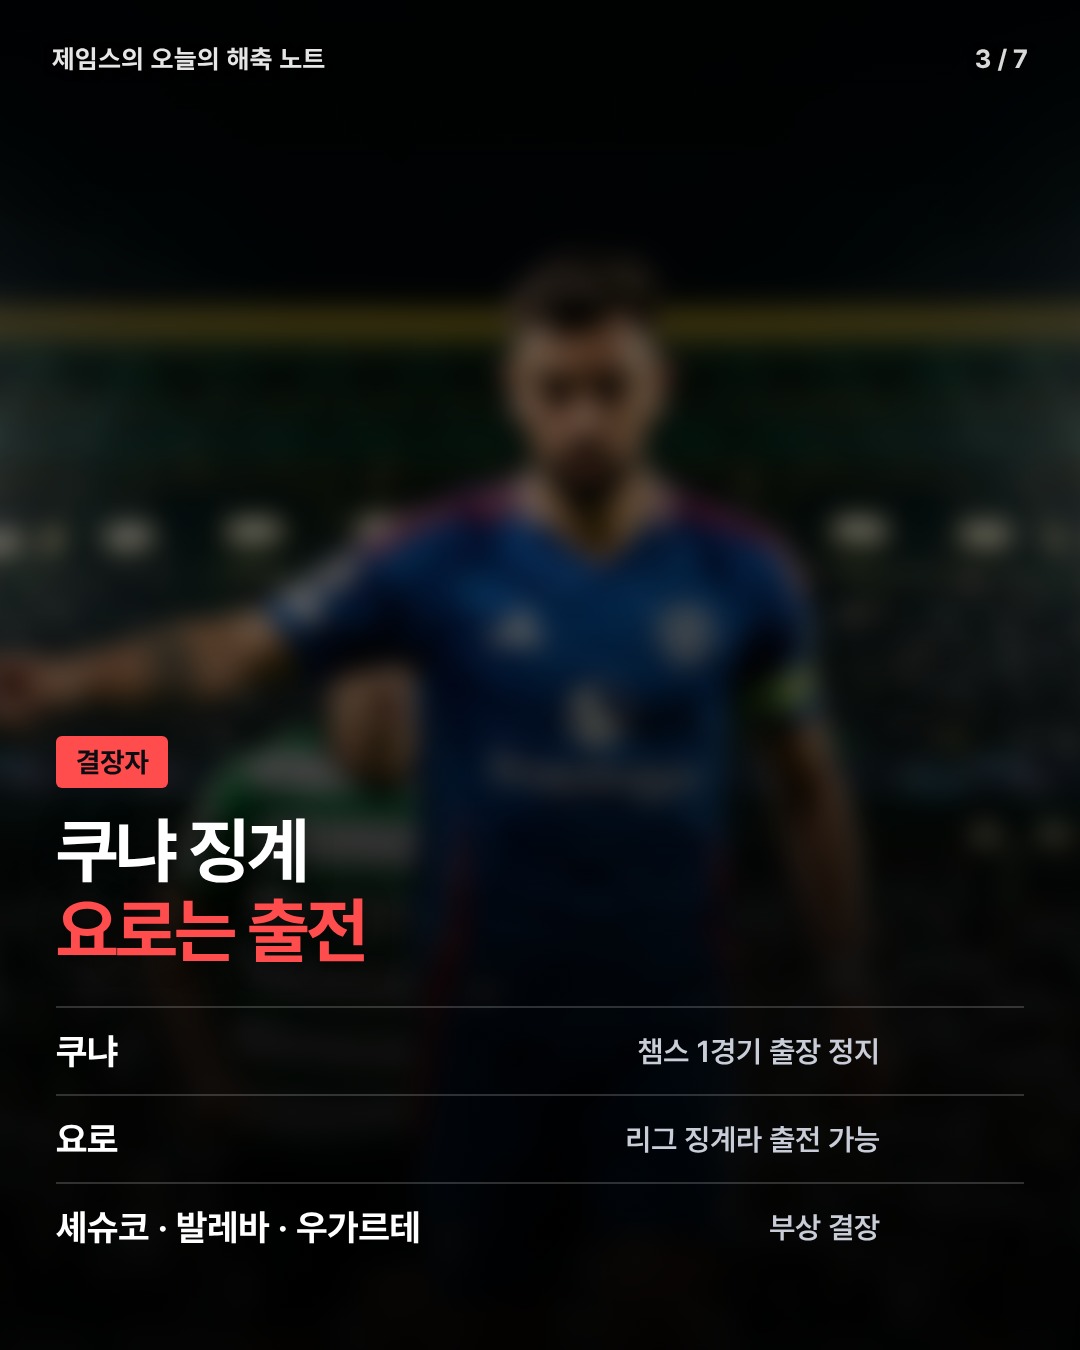 제임스의 오늘의 해축 노트
3 / 7
결장자
쿠냐 징계
요로는 출전
쿠냐 챔스 1경기 출장 정지
요로 리그 징계라 출전 가능
셰슈코 · 발레바 · 우가르테 부상 결장